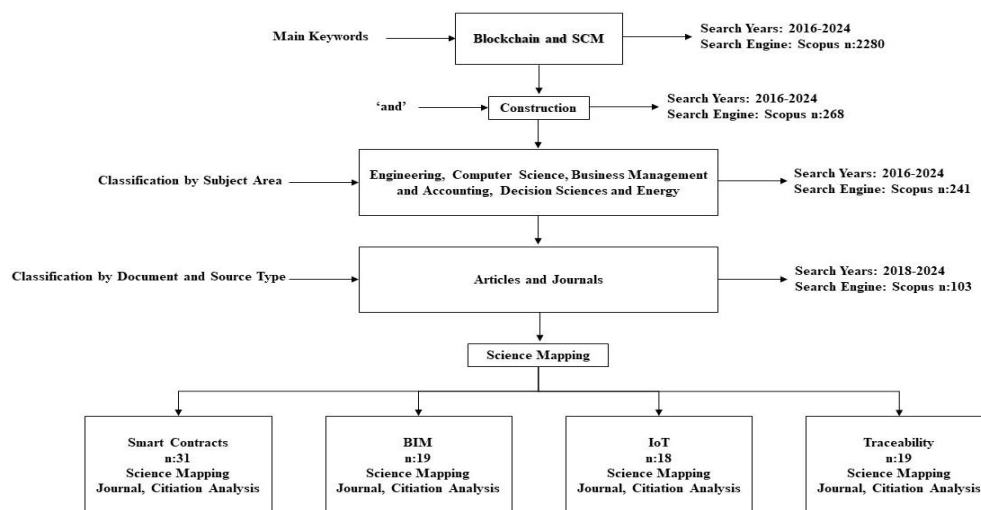 Main Keywords
Blockchain and SCM
Search Years: 2016-2024
Search Engine: Scopus n:2280
‘and’
Construction
Search Years: 2016-2024
Search Engine: Scopus n:268
Classification by Subject Area
Engineering, Computer Science, Business Management
and Accounting, Decision Sciences and Energy
Search Years: 2016-2024
Search Engine: Scopus n:241
Classification by Document and Source Type
Articles and Journals
Search Years: 2018-2024
Search Engine: Scopus n:103
Science Mapping
Smart Contracts
n:31
Science Mapping
Journal, Citiation Analysis
BIM
n:19
Science Mapping
Journal, Citiation Analysis
IoT
n:18
Science Mapping
Journal, Citiation Analysis
Traceability
n:19
Science Mapping
Journal, Citiation Analysis